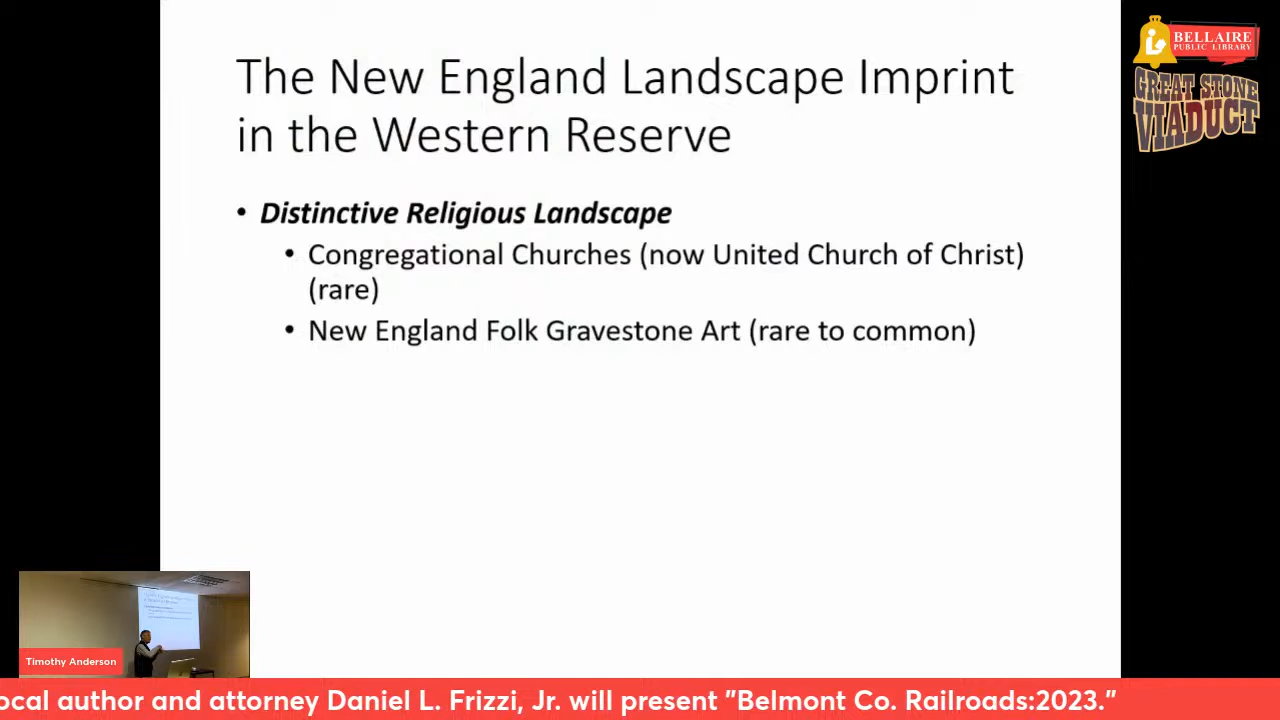 The New England Landscape Imprint
in the Western Reserve
• Distinctive Religious Landscape
• Congregational Churches (now United Church of Christ)
(rare)
• New England Folk Gravestone Art (rare to common)
BELLAIRE
PUBLIC LIBRARY
GREAT STONE
VIADUCT
Timothy Anderson
ocal author and attorney Daniel L. Frizzi, Jr. will present "Belmont Co. Railroads:2023."